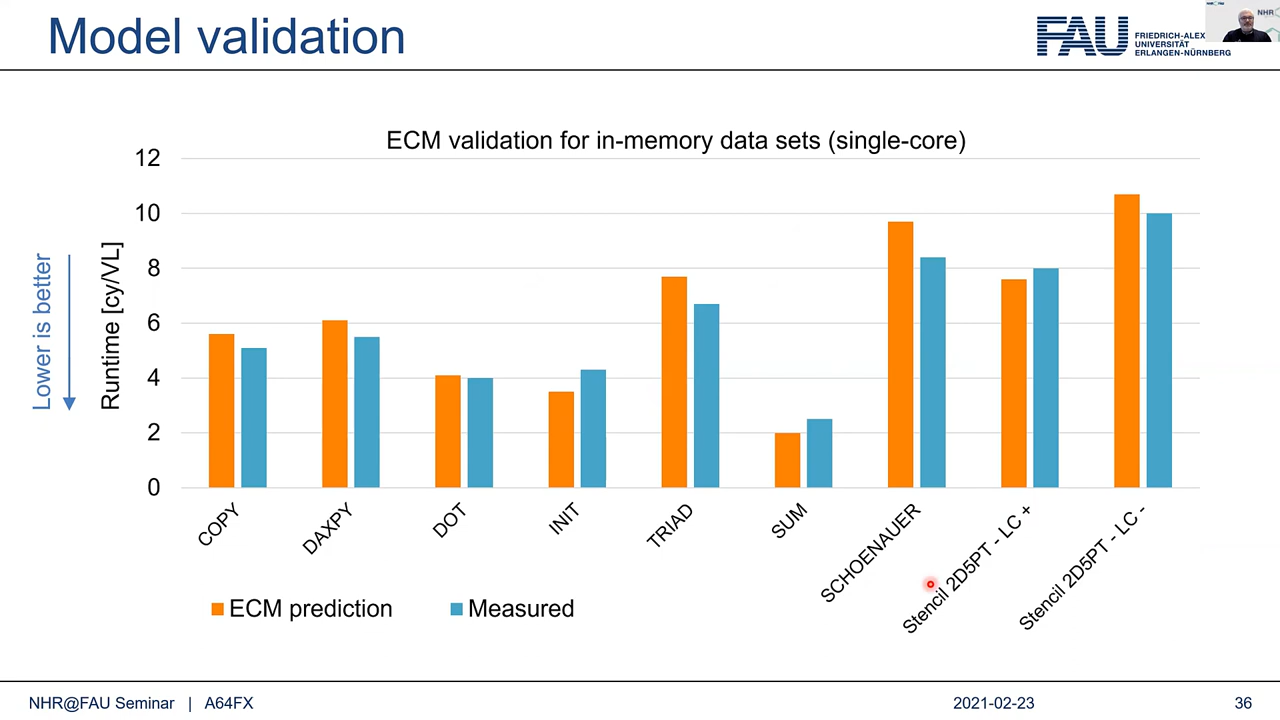 Model validation
FAU
FRIEDRICH-ALEX
UNIVERSITÄT
ERLANGEN-NÜRNBERG
NHR
ECM validation for in-memory data sets (single-core)
Lower is better
Runtime [cy/VL]
12
10
8
6
4
2
0
COPY
DAXPY
DOT
INIT
TRIAD
SUM
SCHOENAUER
Stencil 2D5PT - LC +
Stencil 2D5PT - LC -
ECM prediction
Measured
NHR@FAU Seminar | A64FX
2021-02-23
36